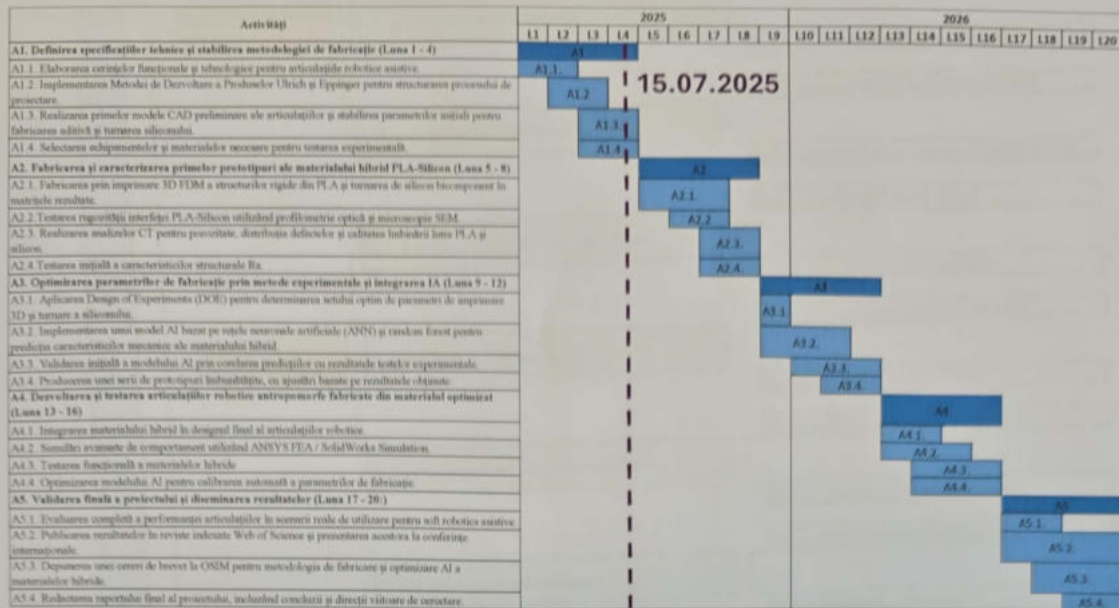 Activități
2025
2026
L1 L2 L3 L4 L5 L6 L7 L8 L9 L10 L11 L12 L13 L14 L15 L16 L17 L18 L19 L20
A1. Definirea specificațiilor tehnice și stabilirea metodologiei de fabricație (Luna 1 - 4)
A1
A1.1. Elaborarea cerințelor funcționale și tehnologice pentru articulațiile robotice asistive.
A1.1.
A1.2. Implementarea Metodei de Dezvoltare a Produselor Ulrich și Eppinger pentru structurarea procesului de
proiectare.
A1.2
15.07.2025
A1.3. Realizarea primelor modele CAD preliminare ale articulațiilor și stabilirea parametrilor inițiali pentru
fabricarea aditivă și turnarea siliconului.
A1.3.
A1.4. Selectarea echipamentelor și materialelor necesare pentru testarea experimentală.
A1.4
A2. Fabricarea și caracterizarea primelor prototipuri ale materialului hibrid PLA-Silicon (Luna 5 - 8)
A2
A2.1. Fabricarea prin imprimare 3D FDM a structurilor rigide din PLA și turnarea de silicon bicomponent în
matrițele rezultate.
A2.1.
A2.2. Testarea rugozității interfeței PLA-Silicon utilizând profilometrie optică și microscopie SEM.
A2.2
A2.3. Realizarea analizelor CT pentru porozitate, distribuția defectelor și calitatea îmbinării între PLA și
silicon.
A2.3.
A2.4. Testarea inițială a caracteristicilor structurale Ra.
A2.4.
A3. Optimizarea parametrilor de fabricație prin metode experimentale și integrarea IA (Luna 9 - 12)
A3
A3.1. Aplicarea Design of Experiments (DOE) pentru determinarea setului optim de parametri de imprimare
3D și turnare a siliconului.
A3.1
A3.2. Implementarea unui model AI bazat pe rețele neuronale artificiale (ANN) și random forest pentru
predicția caracteristicilor mecanice ale materialului hibrid.
A3.2.
A3.3. Validarea inițială a modelului AI prin corelarea predicțiilor cu rezultatele testelor experimentale.
A3.3.
A3.4. Producerea unei serii de prototipuri îmbunătățite, cu ajustări bazate pe rezultatele obținute.
A3.4.
A4. Dezvoltarea și testarea articulațiilor robotice antropomorfe fabricate din materialul optimizat
(Luna 13 - 16)
A4
A4.1. Integrarea materialului hibrid în designul final al articulațiilor robotice.
A4.1.
A4.2. Simulări avansate de comportament utilizând ANSYS FEA / SolidWorks Simulation.
A4.2.
A4.3. Testarea funcțională a materialelor hibride
A4.3.
A4.4. Optimizarea modelului AI pentru calibrarea automată a parametrilor de fabricație.
A4.4.
A5. Validarea finală a proiectului și diseminarea rezultatelor (Luna 17 - 20:)
A5
A5.1. Evaluarea completă a performanței articulațiilor în scenarii reale de utilizare pentru soft robotics asistive
A5.1.
A5.2. Publicarea rezultatelor în reviste indexate Web of Science și prezentarea acestora la conferințe
internaționale.
A5.2.
A5.3. Depunerea unei cereri de brevet la OSIM pentru metodologia de fabricare și optimizare AI a
materialelor hibride.
A5.3.
A5.4. Redactarea raportului final al proiectului, incluzând concluzii și direcții viitoare de cercetare.
A5.4.